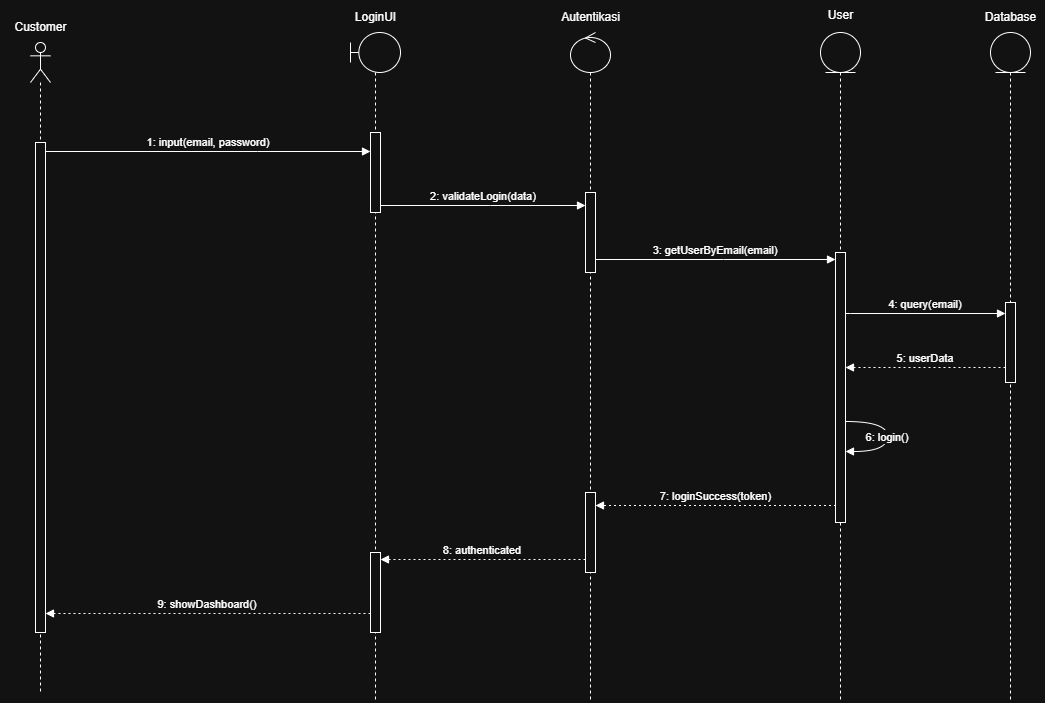 Customer
LoginUI
Autentikasi
User
Database
1: input(email, password)
2: validateLogin(data)
3: getUserByEmail(email)
4: query(email)
5: userData
6: login()
7: loginSuccess(token)
8: authenticated
9: showDashboard()